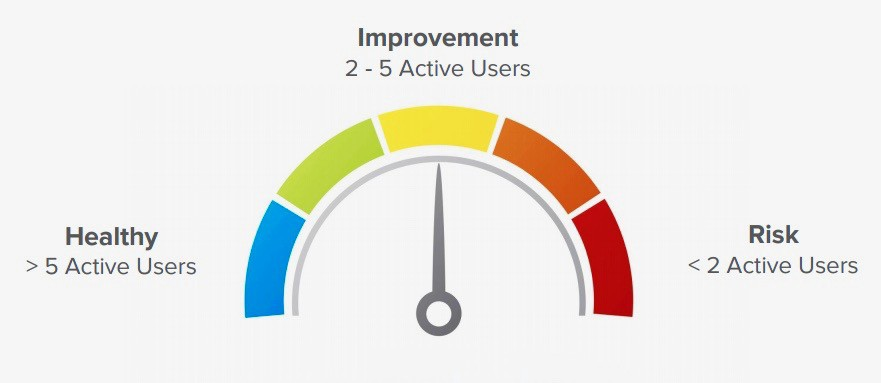 Improvement
2 - 5 Active Users
Healthy
> 5 Active Users
Risk
< 2 Active Users